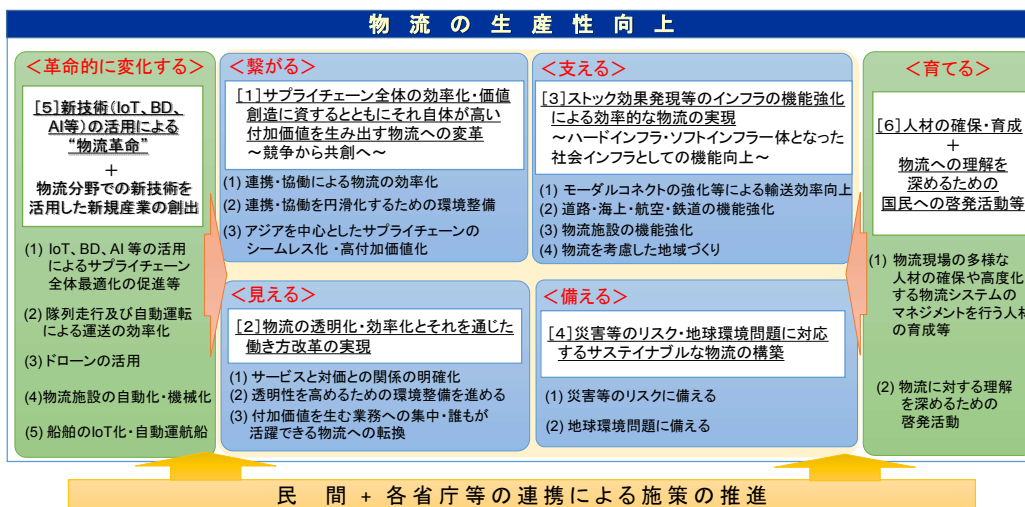 物流の生産性向上
＜革命的に変化する＞
[5]新技術(IoT、BD、
AI等)の活用による
“物流革命”
+
物流分野での新技術を
活用した新規産業の創出
(1) IoT、BD、AI 等の活用
によるサプライチェーン
全体最適化の促進等
(2) 隊列走行及び自動運転
による運送の効率化
(3) ドローンの活用
(4)物流施設の自動化・機械化
(5) 船舶のIoT化・自動運航船
＜繋がる＞
[1]サプライチェーン全体の効率化・価値
創造に資するとともにそれ自体が高い
付加価値を生み出す物流への変革
～競争から共創へ～
(1) 連携・協働による物流の効率化
(2) 連携・協働を円滑化するための環境整備
(3) アジアを中心としたサプライチェーンの
シームレス化・高付加価値化
＜支える＞
[3]ストック効果発現等のインフラの機能強化
による効率的な物流の実現
～ハードインフラ・ソフトインフラ一体となった
社会インフラとしての機能向上～
(1) モーダルコネクトの強化等による輸送効率向上
(2) 道路・海上・航空・鉄道の機能強化
(3) 物流施設の機能強化
(4) 物流を考慮した地域づくり
＜見える＞
[2]物流の透明化・効率化とそれを通じた
働き方改革の実現
(1) サービスと対価との関係の明確化
(2) 透明性を高めるための環境整備を進める
(3) 付加価値を生む業務への集中・誰もが
活躍できる物流への転換
＜備える＞
[4]災害等のリスク・地球環境問題に対応
するサステイナブルな物流の構築
(1) 災害等のリスクに備える
(2) 地球環境問題に備える
＜育てる＞
[6]人材の確保・育成
+
物流への理解を
深めるための
国民への啓発活動等
(1) 物流現場の多様な
人材の確保や高度化
する物流システムの
マネジメントを行う人材
の育成等
(2) 物流に対する理解
を深めるための
啓発活動
民間 + 各省庁等の連携による施策の推進